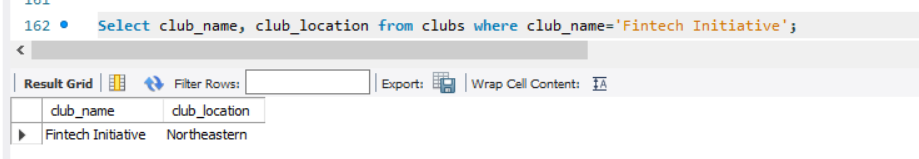 162 Select club_name, club_location from clubs where club_name='Fintech Initiative';
Result Grid Filter Rows: Export: Wrap Cell Content: IA
club_name club_location
Fintech Initiative Northeastern